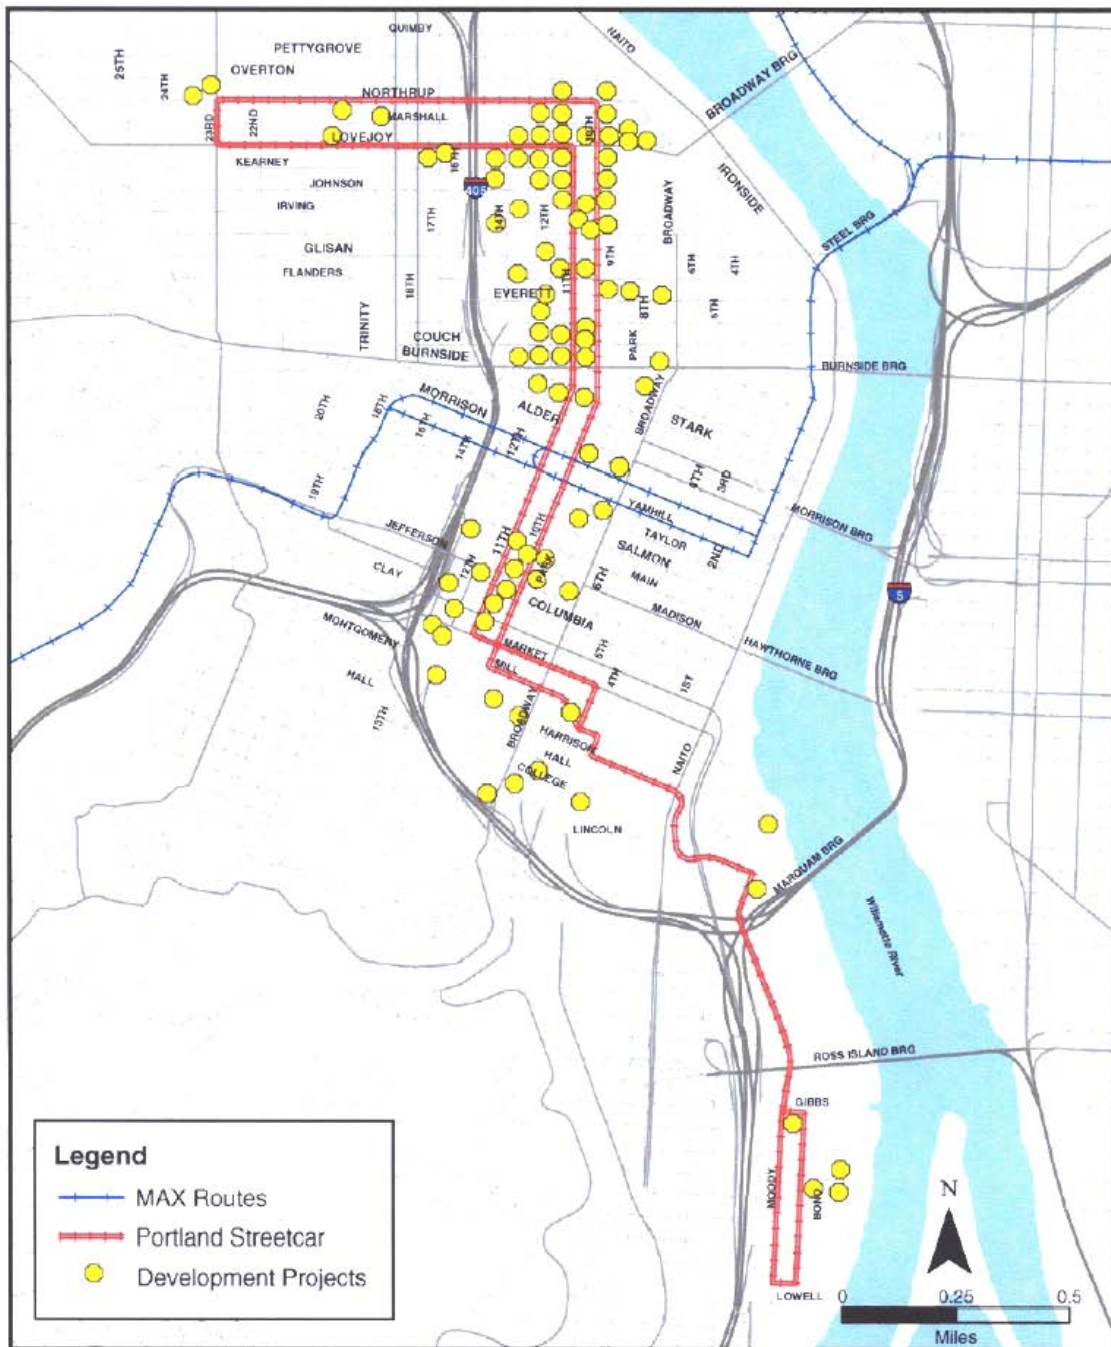 QUIMBY
NAITO
PETTYGROVE
25TH
OVERTON
24TH
NORTHRUP
BROADWAY BRG
23RD
22ND
MARSHALL
LOVEJOY
10TH
KEARNEY
16TH
IRONSIDE
JOHNSON
405
IRVING
17TH
14TH
12TH
BROADWAY
STEEL BRG
GLISAN
9TH
6TH
4TH
FLANDERS
18TH
11TH
EVERETT
8TH
5TH
TRINITY
COUCH
PARK
BURNSIDE
BURNSIDE BRG
MORRISON
20TH
18TH
ALDER
BROADWAY
STARK
16TH
14TH
12TH
4TH
3RD
19TH
YAMHILL
MORRISON BRG
JEFFERSON
11TH
10TH
TAYLOR
SALMON
2ND
CLAY
12TH
PARK
6TH
MAIN
5
COLUMBIA
MADISON
MONTGOMERY
MARKET
5TH
HAWTHORNE BRG
HALL
MILL
4TH
1ST
13TH
BROADWAY
HARRISON
NAITO
HALL
COLLEGE
LINCOLN
MARQUAM BRG
Willamette River
ROSS ISLAND BRG
GIBBS
MOODY
BOND
LOWELL
Legend
MAX Routes
Portland Streetcar
Development Projects
N
0 0.25 0.5
Miles